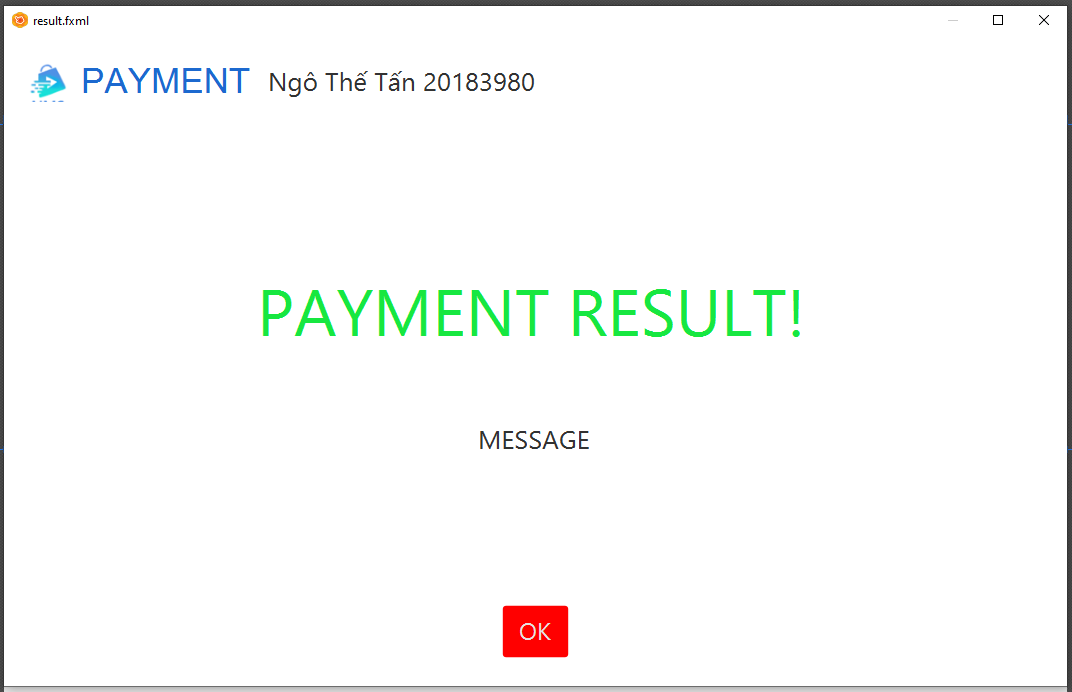 result.fxml
PAYMENT Ngô Thế Tấn 20183980
PAYMENT RESULT!
MESSAGE
OK